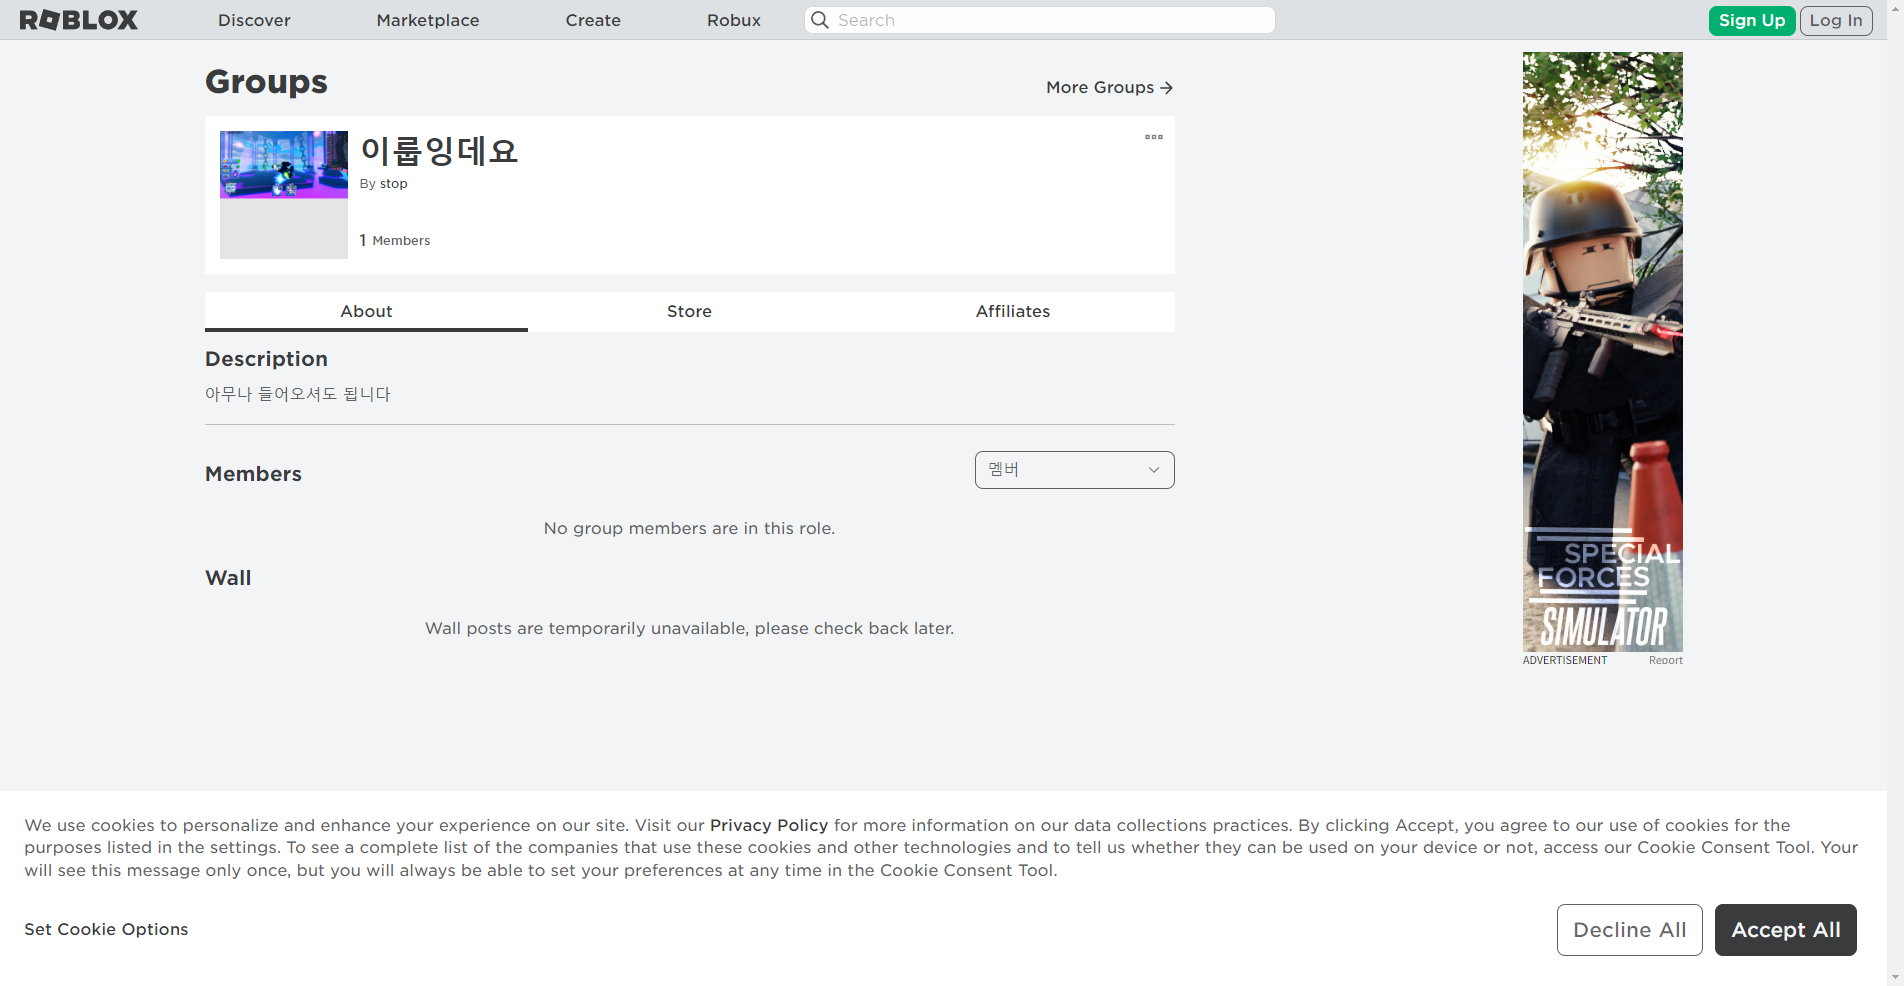 ROBLOX Discover Marketplace Create Robux Search Sign Up Log In
Groups
More Groups
이룹잉데요
By stop
1 Members
About Store Affiliates
Description
아무나 들어오셔도 됩니다
Members
멤버
No group members are in this role.
Wall
Wall posts are temporarily unavailable, please check back later.
SPECIAL
FORCES
SIMULATOR
ADVERTISEMENT Report
We use cookies to personalize and enhance your experience on our site. Visit our Privacy Policy for more information on our data collections practices. By clicking Accept, you agree to our use of cookies for the
purposes listed in the settings. To see a complete list of the companies that use these cookies and other technologies and to tell us whether they can be used on your device or not, access our Cookie Consent Tool. Your
will see this message only once, but you will always be able to set your preferences at any time in the Cookie Consent Tool.
Set Cookie Options
Decline All
Accept All